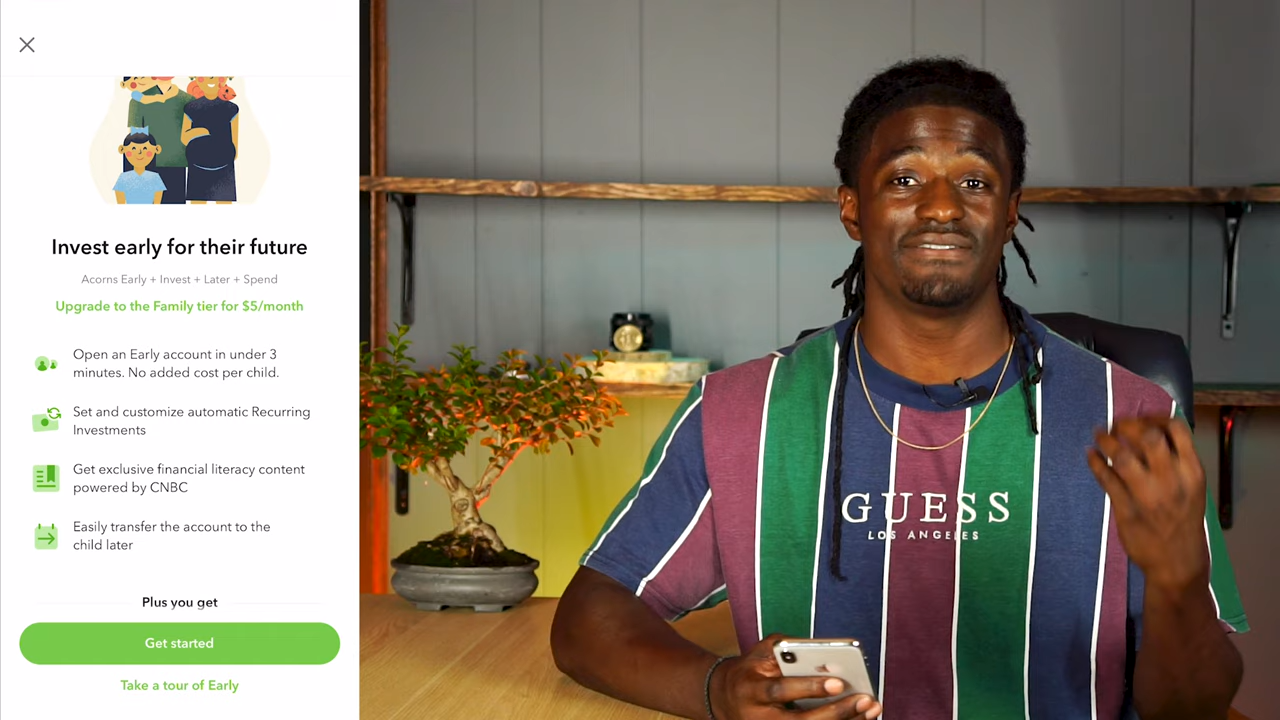 Invest early for their future
Acorns Early + Invest + Later + Spend
Upgrade to the Family tier for $5/month
Open an Early account in under 3
minutes. No added cost per child.
Set and customize automatic Recurring
Investments
Get exclusive financial literacy content
powered by CNBC
Easily transfer the account to the
child later
Plus you get
Get started
Take a tour of Early
GUESS
LOS ANGELES